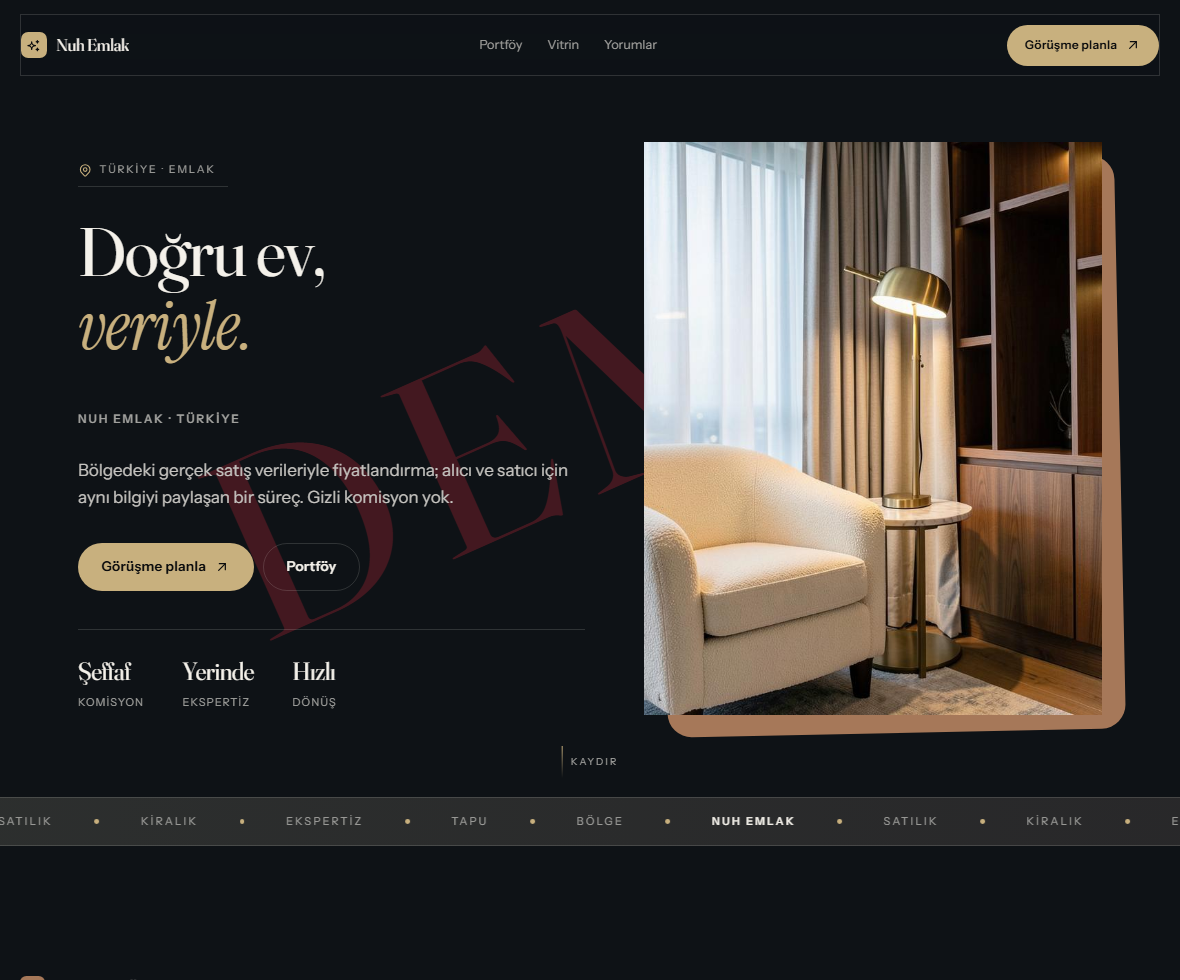 Nuh Emlak
Portföy
Vitrin
Yorumlar
Görüşme planla
TÜRKİYE · EMLAK
Doğru ev,
veriyle.
NUH EMLAK · TÜRKİYE
Bölgedeki gerçek satış verileriyle fiyatlandırma; alıcı ve satıcı için
aynı bilgiyi paylaşan bir süreç. Gizli komisyon yok.
Görüşme planla
Portföy
Şeffaf
KOMİSYON
Yerinde
EKSPERTİZ
Hızlı
DÖNÜŞ
KAYDIR
SATILIK • KİRALIK • EKSPERTİZ • TAPU • BÖLGE • NUH EMLAK • SATILIK • KİRALIK •